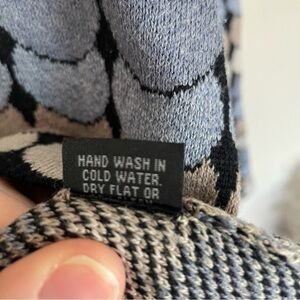 HAND WASH IN
COLD WATER.
DRY FLAT OR